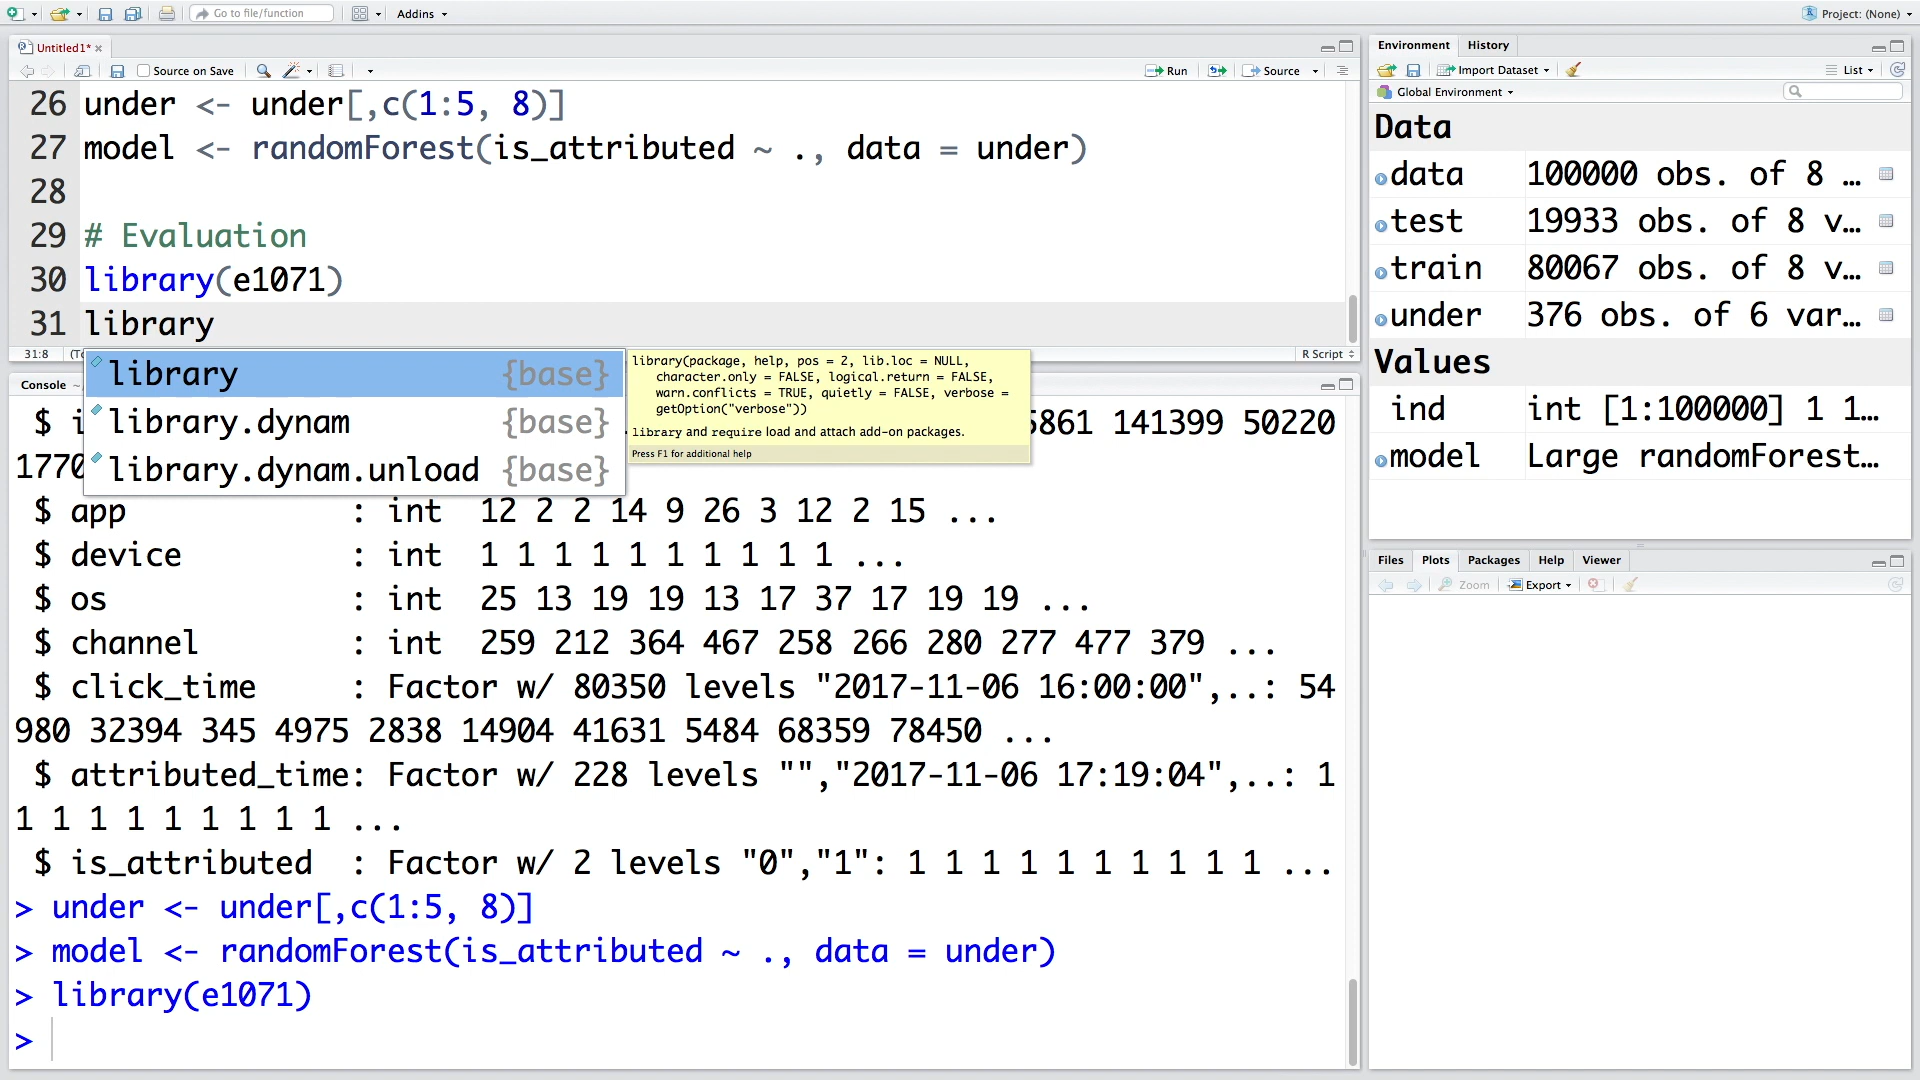 Go to file/function
Addins
Project: (None)
Untitled1*
Source on Save
Run
Source
26 under <- under[,c(1:5, 8)]
27 model <- randomForest(is_attributed ~ ., data = under)
28
29 # Evaluation
30 library(e1071)
31 library
31:8
R Script
library {base}
library.dynam {base}
library.dynam.unload {base}
library(package, help, pos = 2, lib.loc = NULL,
character.only = FALSE, logical.return = FALSE,
warn.conflicts = TRUE, quietly = FALSE, verbose =
getOption("verbose"))
library and require load and attach add-on packages.
Press F1 for additional help
Console
5861 141399 50220
1770
$ app : int 12 2 2 14 9 26 3 12 2 15 ...
$ device : int 1 1 1 1 1 1 1 1 1 1 ...
$ os : int 25 13 19 19 13 17 37 17 19 19 ...
$ channel : int 259 212 364 467 258 266 280 277 477 379 ...
$ click_time : Factor w/ 80350 levels "2017-11-06 16:00:00",..: 54
980 32394 345 4975 2838 14904 41631 5484 68359 78450 ...
$ attributed_time: Factor w/ 228 levels "","2017-11-06 17:19:04",..: 1
1 1 1 1 1 1 1 1 1 ...
$ is_attributed : Factor w/ 2 levels "0","1": 1 1 1 1 1 1 1 1 1 1 ...
> under <- under[,c(1:5, 8)]
> model <- randomForest(is_attributed ~ ., data = under)
> library(e1071)
>
Environment History
Import Dataset
List
Global Environment
Data
data 100000 obs. of 8 ...
test 19933 obs. of 8 v...
train 80067 obs. of 8 v...
under 376 obs. of 6 var...
Values
ind int [1:100000] 1 1...
model Large randomForest...
Files Plots Packages Help Viewer
Zoom
Export